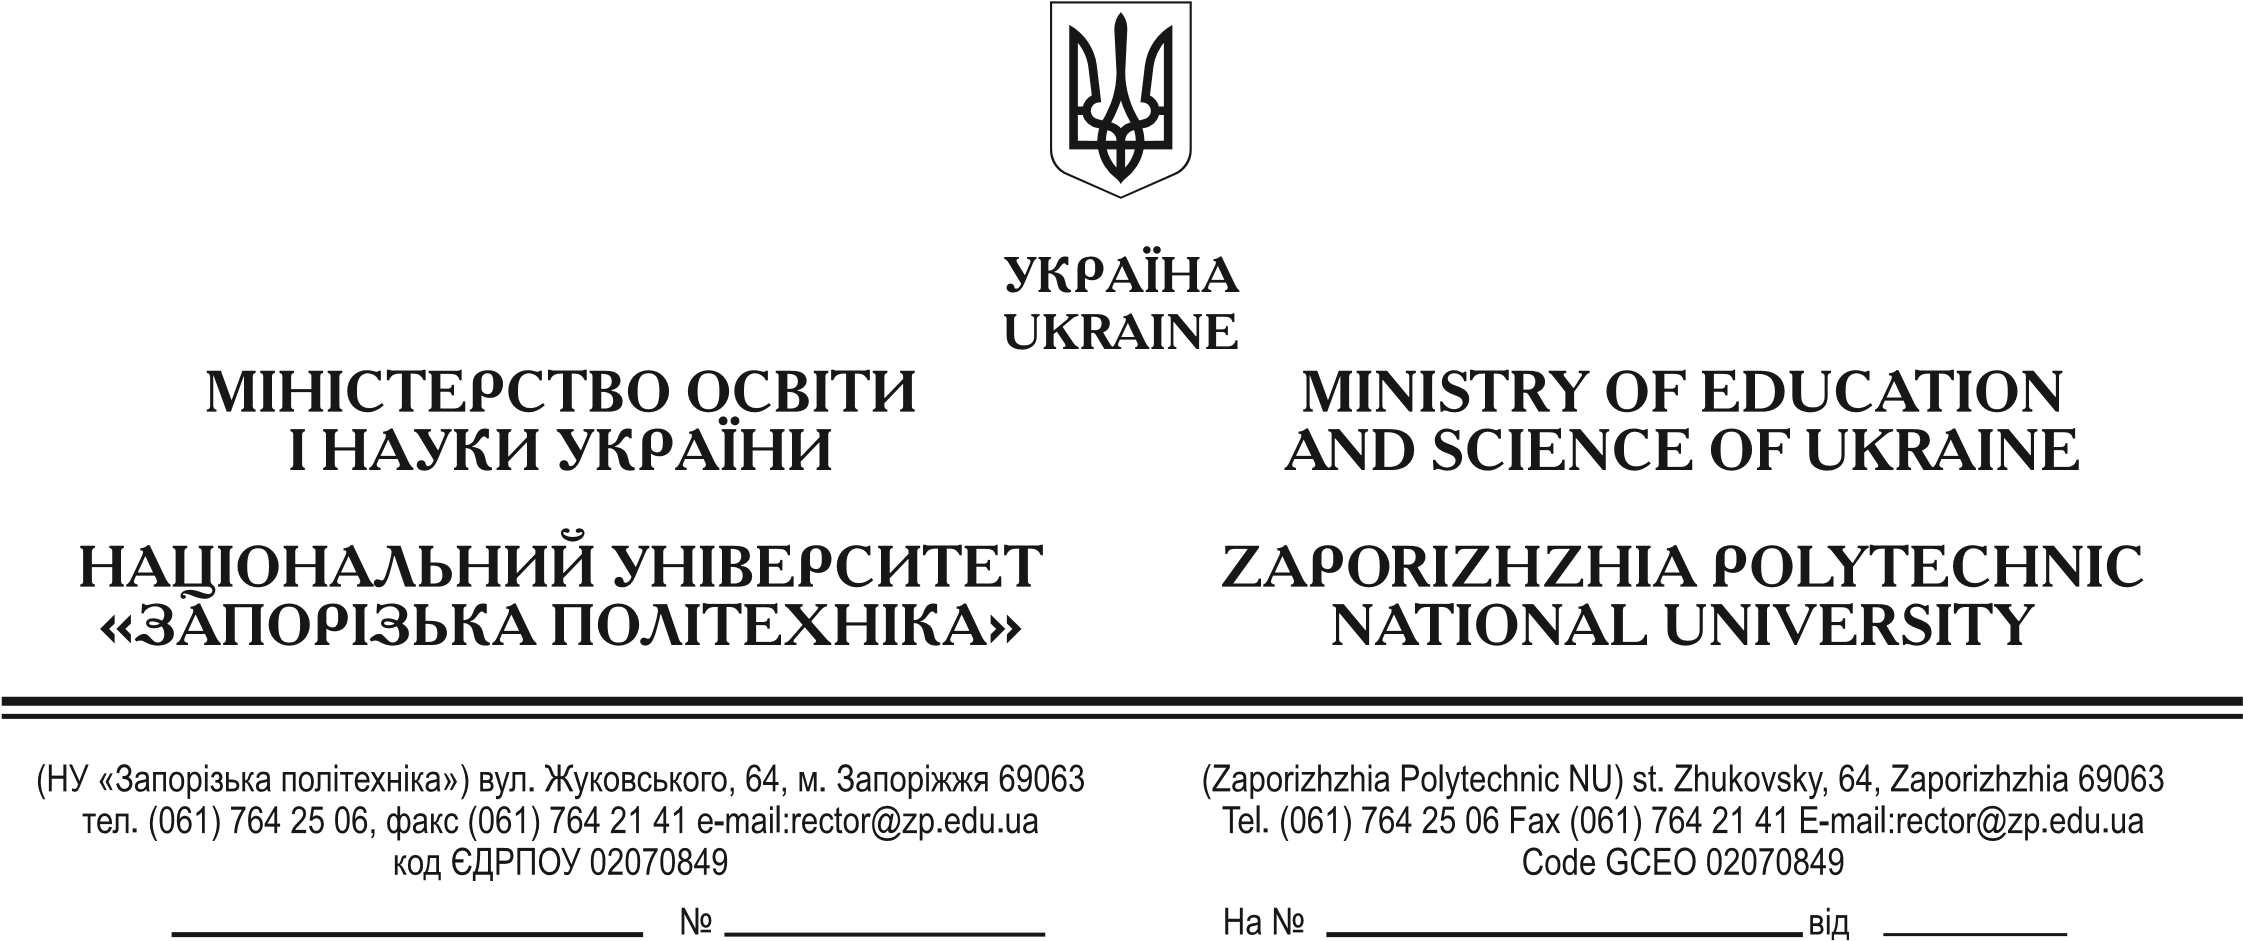 УКРАЇНА
UKRAINE
МІНІСТЕРСТВО ОСВІТИ
І НАУКИ УКРАЇНИ
НАЦІОНАЛЬНИЙ УНІВЕРСИТЕТ
«ЗАПОРІЗЬКА ПОЛІТЕХНІКА»
MINISTRY OF EDUCATION
AND SCIENCE OF UKRAINE
ZAPORIZHZHIA POLYTECHNIC
NATIONAL UNIVERSITY
(НУ «Запорізька політехніка») вул. Жуковського, 64, м. Запоріжжя 69063
тел. (061) 764 25 06, факс (061) 764 21 41 e-mail:rector@zp.edu.ua
код ЄДРПОУ 02070849
(Zaporizhzhia Polytechnic NU) st. Zhukovsky, 64, Zaporizhzhia 69063
Tel. (061) 764 25 06 Fax (061) 764 21 41 E-mail:rector@zp.edu.ua
Code GCEO 02070849
№
На № від